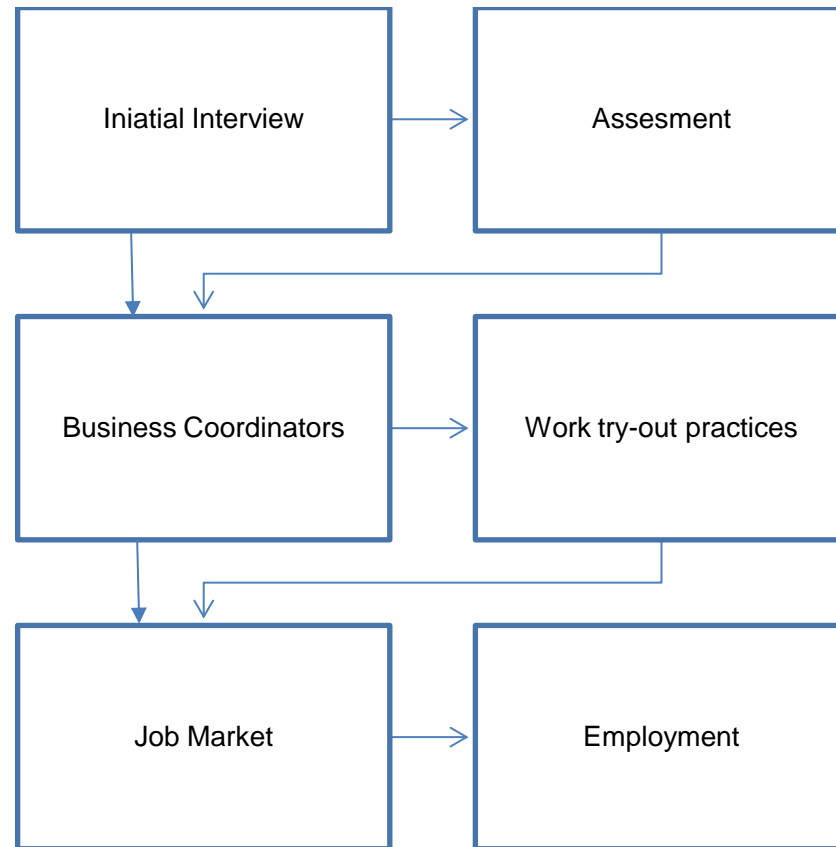 Iniatial Interview
Assesment
Business Coordinators
Work try-out practices
Job Market
Employment